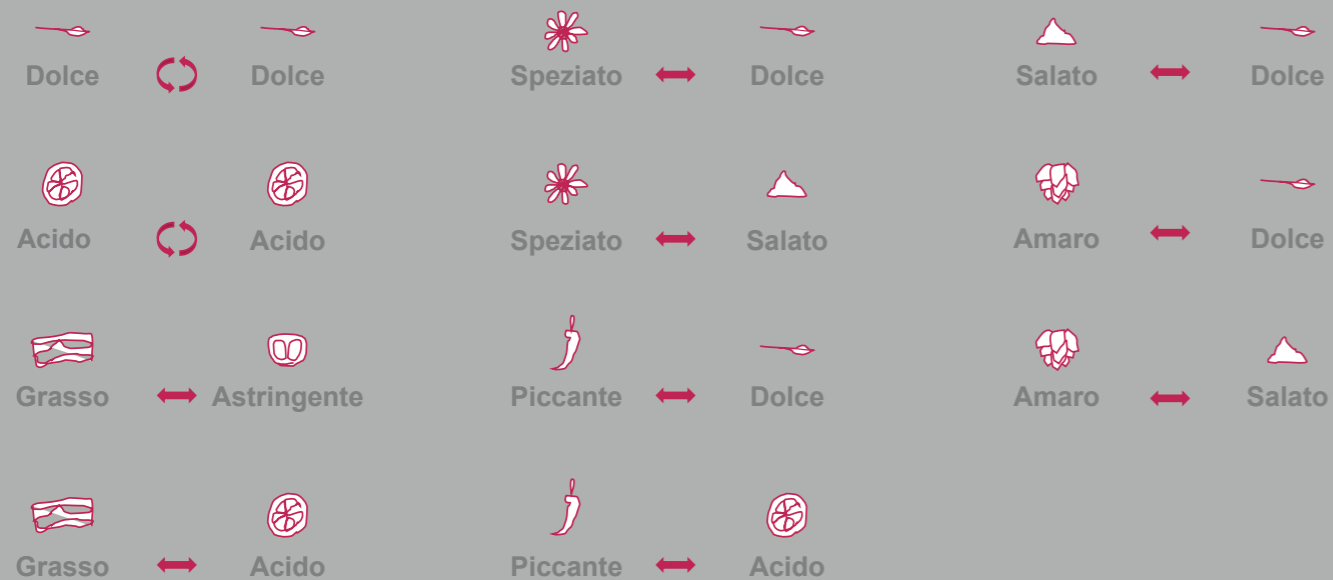 Dolce Dolce Speziato Dolce Salato Dolce
Acido Acido Speziato Salato Amaro Dolce
Grasso Astringente Piccante Dolce Amaro Salato
Grasso Acido Piccante Acido